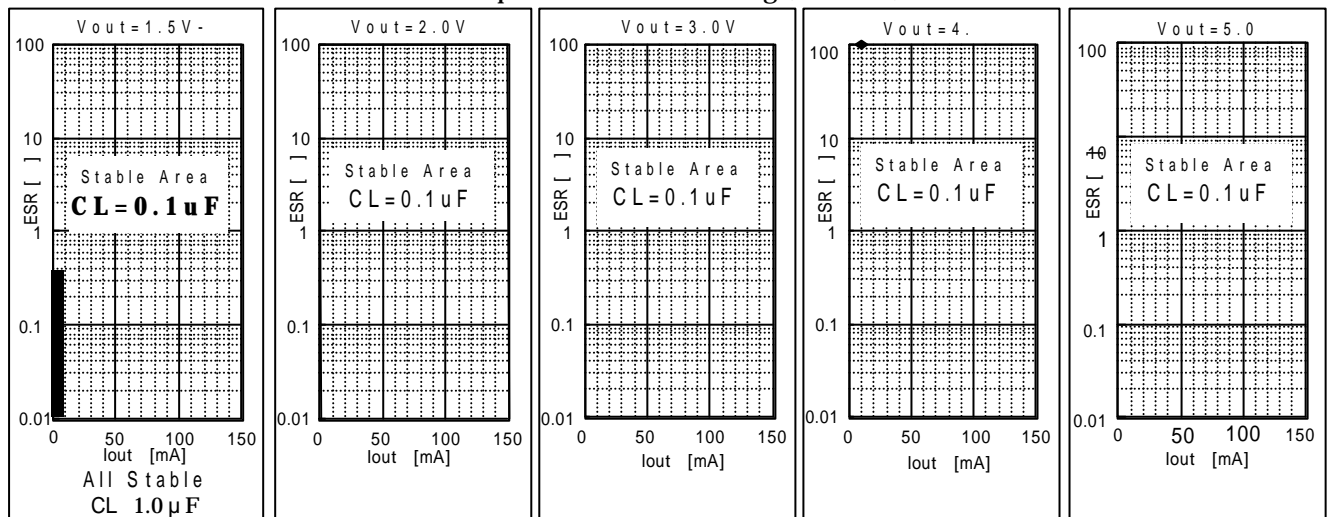 Vout=1.5V-
100
10
1
0.1
0.01
ESR [ ]
Stable Area
CL=0.1uF
0 50 100 150
Iout [mA]
All Stable
CL 1.0μF
Vout=2.0V
100
10
1
0.1
0.01
ESR [ ]
Stable Area
CL=0.1uF
0 50 100 150
Iout [mA]
Vout=3.0V
100
10
1
0.1
0.01
ESR [ ]
Stable Area
CL=0.1uF
0 50 100 150
Iout [mA]
Vout=4.
100
10
1
0.1
0.01
ESR [ ]
Stable Area
CL=0.1uF
0 50 100 150
Iout [mA]
Vout=5.0
100
10
1
0.1
0.01
ESR [ ]
Stable Area
CL=0.1uF
0 50 100 150
Iout [mA]